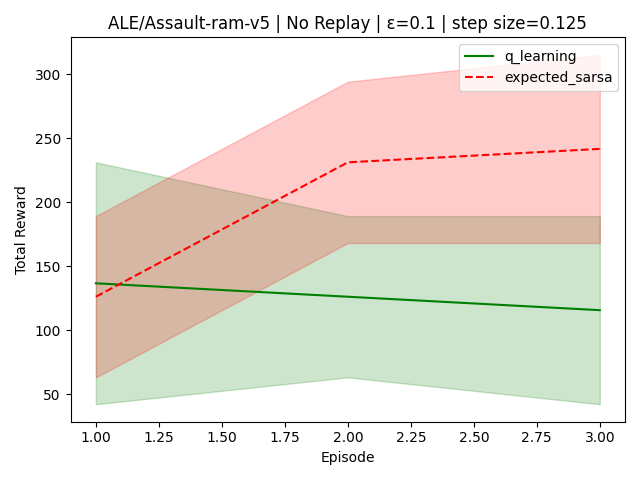 ALE/Assault-ram-v5 | No Replay | ε=0.1 | step size=0.125
q_learning
expected_sarsa
Total Reward
300
250
200
150
100
50
1.00 1.25 1.50 1.75 2.00 2.25 2.50 2.75 3.00
Episode